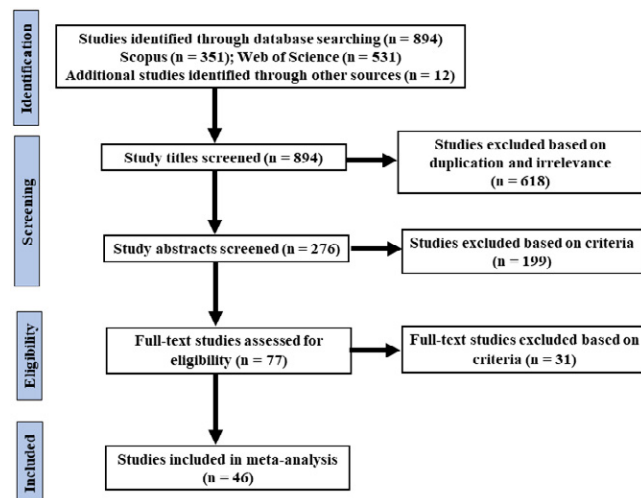 Identification
Studies identified through database searching (n = 894)
Scopus (n = 351); Web of Science (n = 531)
Additional studies identified through other sources (n = 12)
Screening
Study titles screened (n = 894)
Studies excluded based on
duplication and irrelevance
(n = 618)
Study abstracts screened (n = 276)
Studies excluded based on criteria
(n = 199)
Eligibility
Full-text studies assessed for
eligibility (n = 77)
Full-text studies excluded based on
criteria (n = 31)
Included
Studies included in meta-analysis
(n = 46)